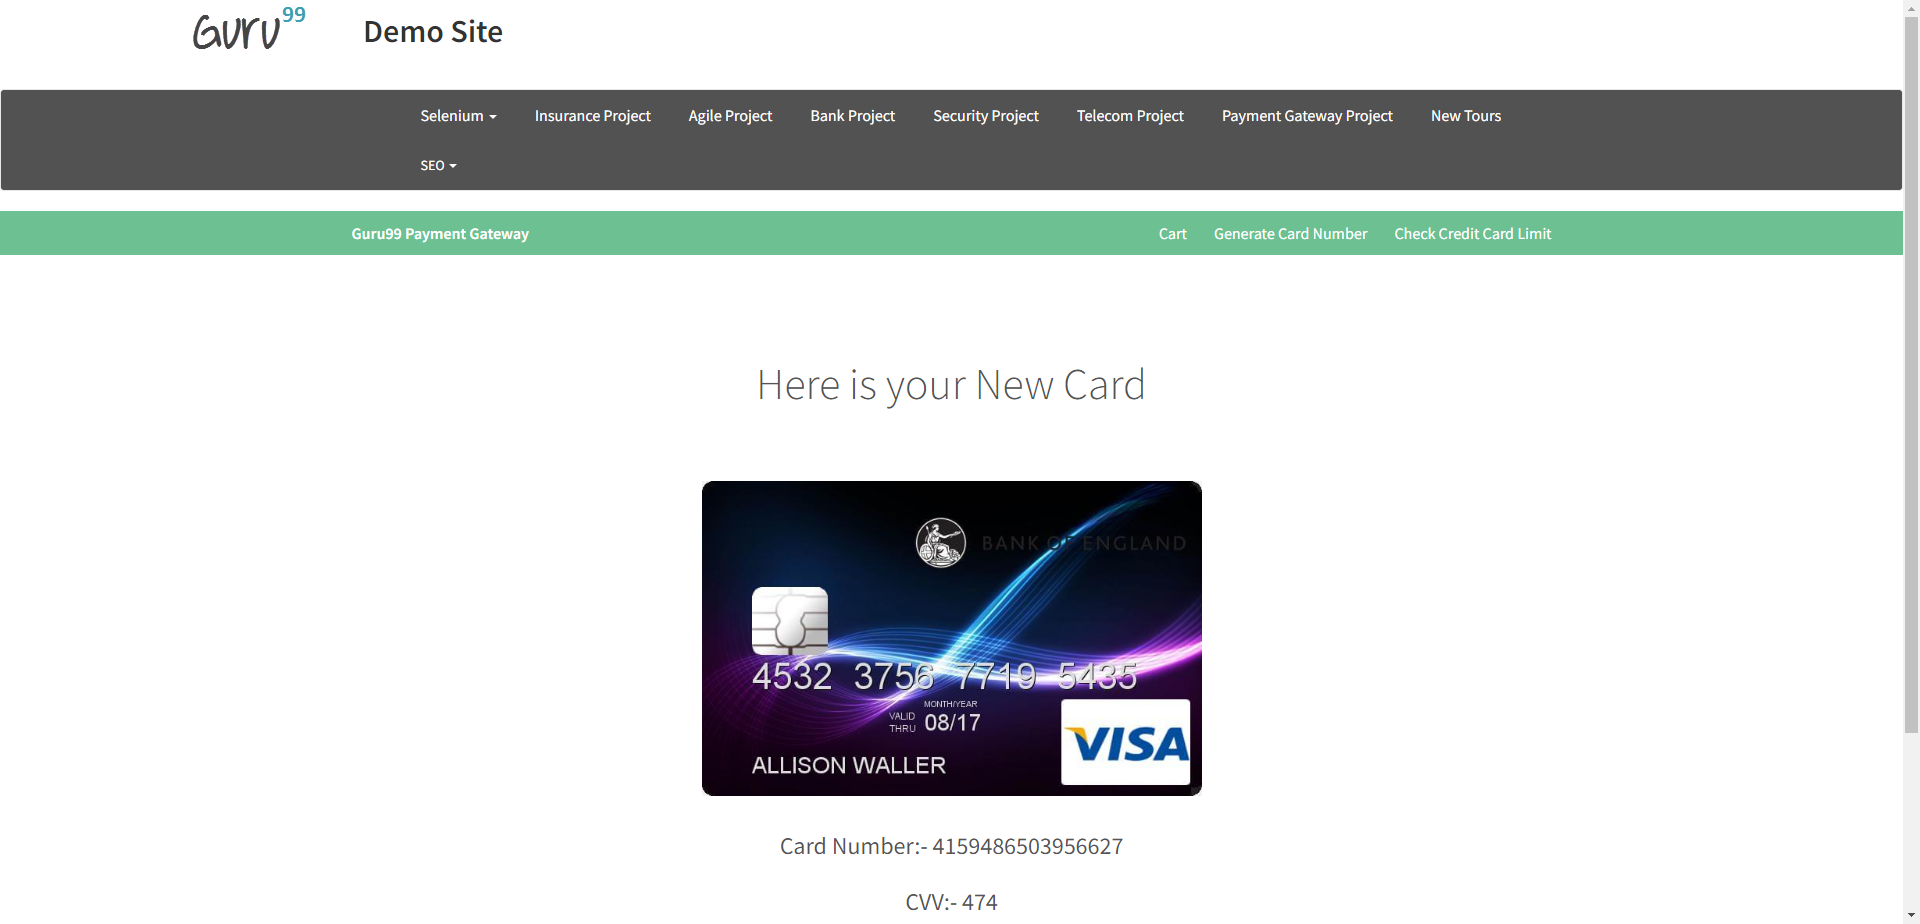 Guru99
Demo Site
Selenium
Insurance Project
Agile Project
Bank Project
Security Project
Telecom Project
Payment Gateway Project
New Tours
SEO
Guru99 Payment Gateway
Cart
Generate Card Number
Check Credit Card Limit
Here is your New Card
BANK OF ENGLAND
4532 3756 7719 5435
MONTH/YEAR
VALID THRU 08/17
ALLISON WALLER
VISA
Card Number:- 4159486503956627
CVV:- 474